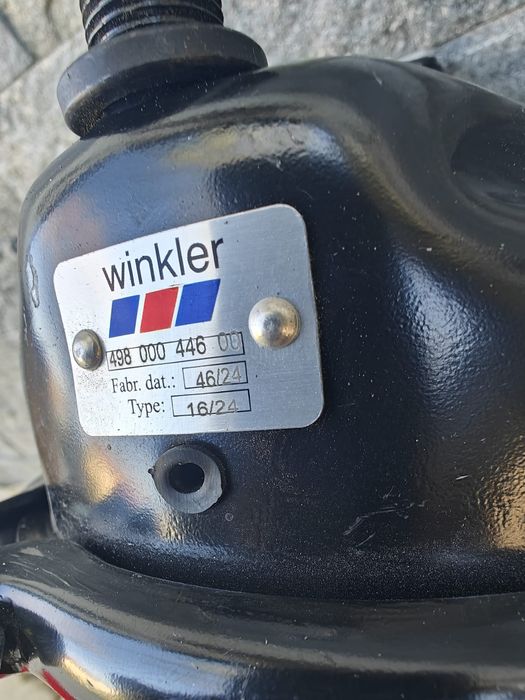 winkler
498 000 446 00
Fabr. dat.: 46/24
Type: 16/24